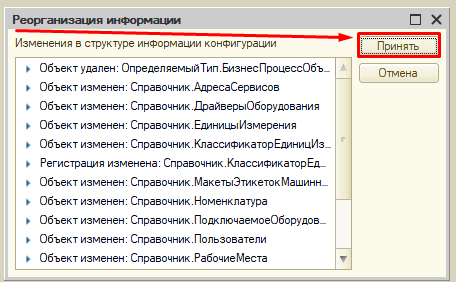 Реорганизация информации
Изменения в структуре информации конфигурации
Принять
Отмена
Объект удален: ОпределяемыйТип.БизнесПроцессОбъ...
Объект изменен: Справочник.АдресаСервисов
Объект изменен: Справочник.ДрайверыОборудования
Объект изменен: Справочник.ЕдиницыИзмерения
Объект изменен: Справочник.КлассификаторЕдиницИз...
Регистрация изменена: Справочник.КлассификаторЕд...
Объект изменен: Справочник.МакетыЭтикетокМашинн...
Объект изменен: Справочник.Номенклатура
Объект изменен: Справочник.ПодключаемоеОборудов...
Объект изменен: Справочник.Пользователи
Объект изменен: Справочник.РабочиеМеста